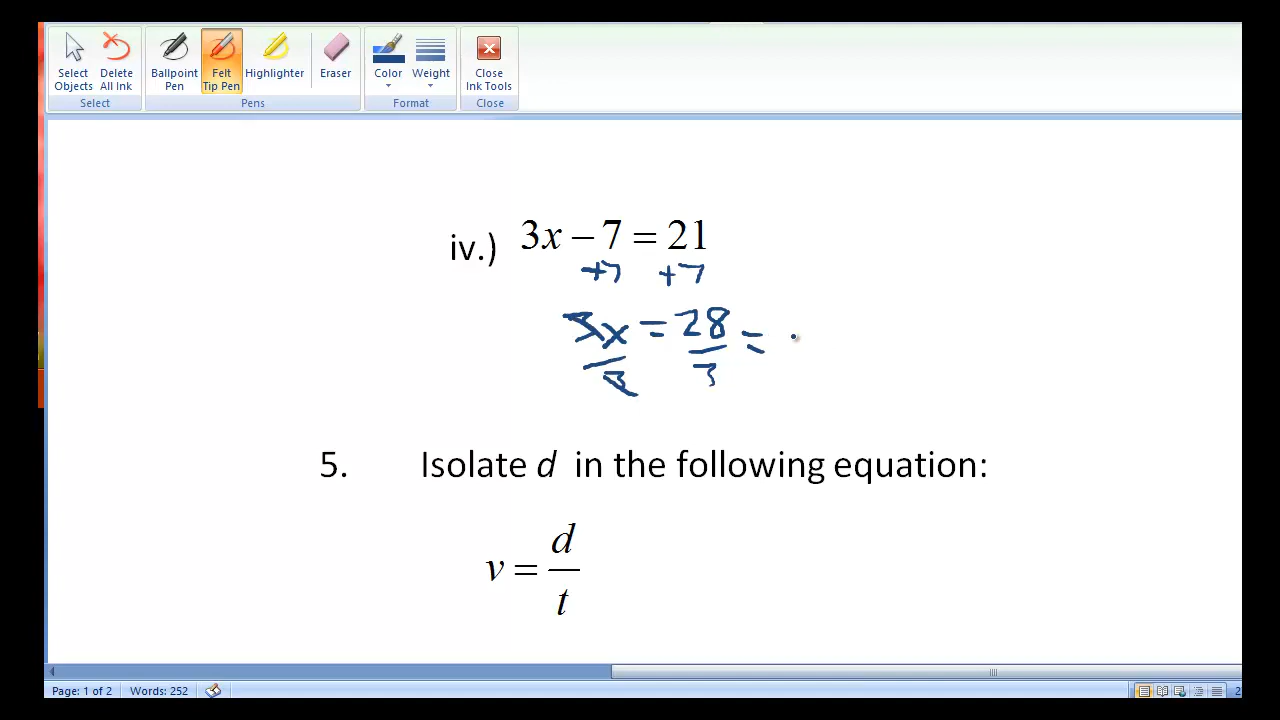 Select Objects
Delete All Ink
Ballpoint Pen
Felt Tip Pen
Highlighter
Eraser
Color
Weight
Close Ink Tools
Select
Pens
Format
Close
iv.) 3x − 7 = 21
+7 +7
3x = 28 =
3 3
5. Isolate d in the following equation:
v = d/t
Page: 1 of 2
Words: 252
2